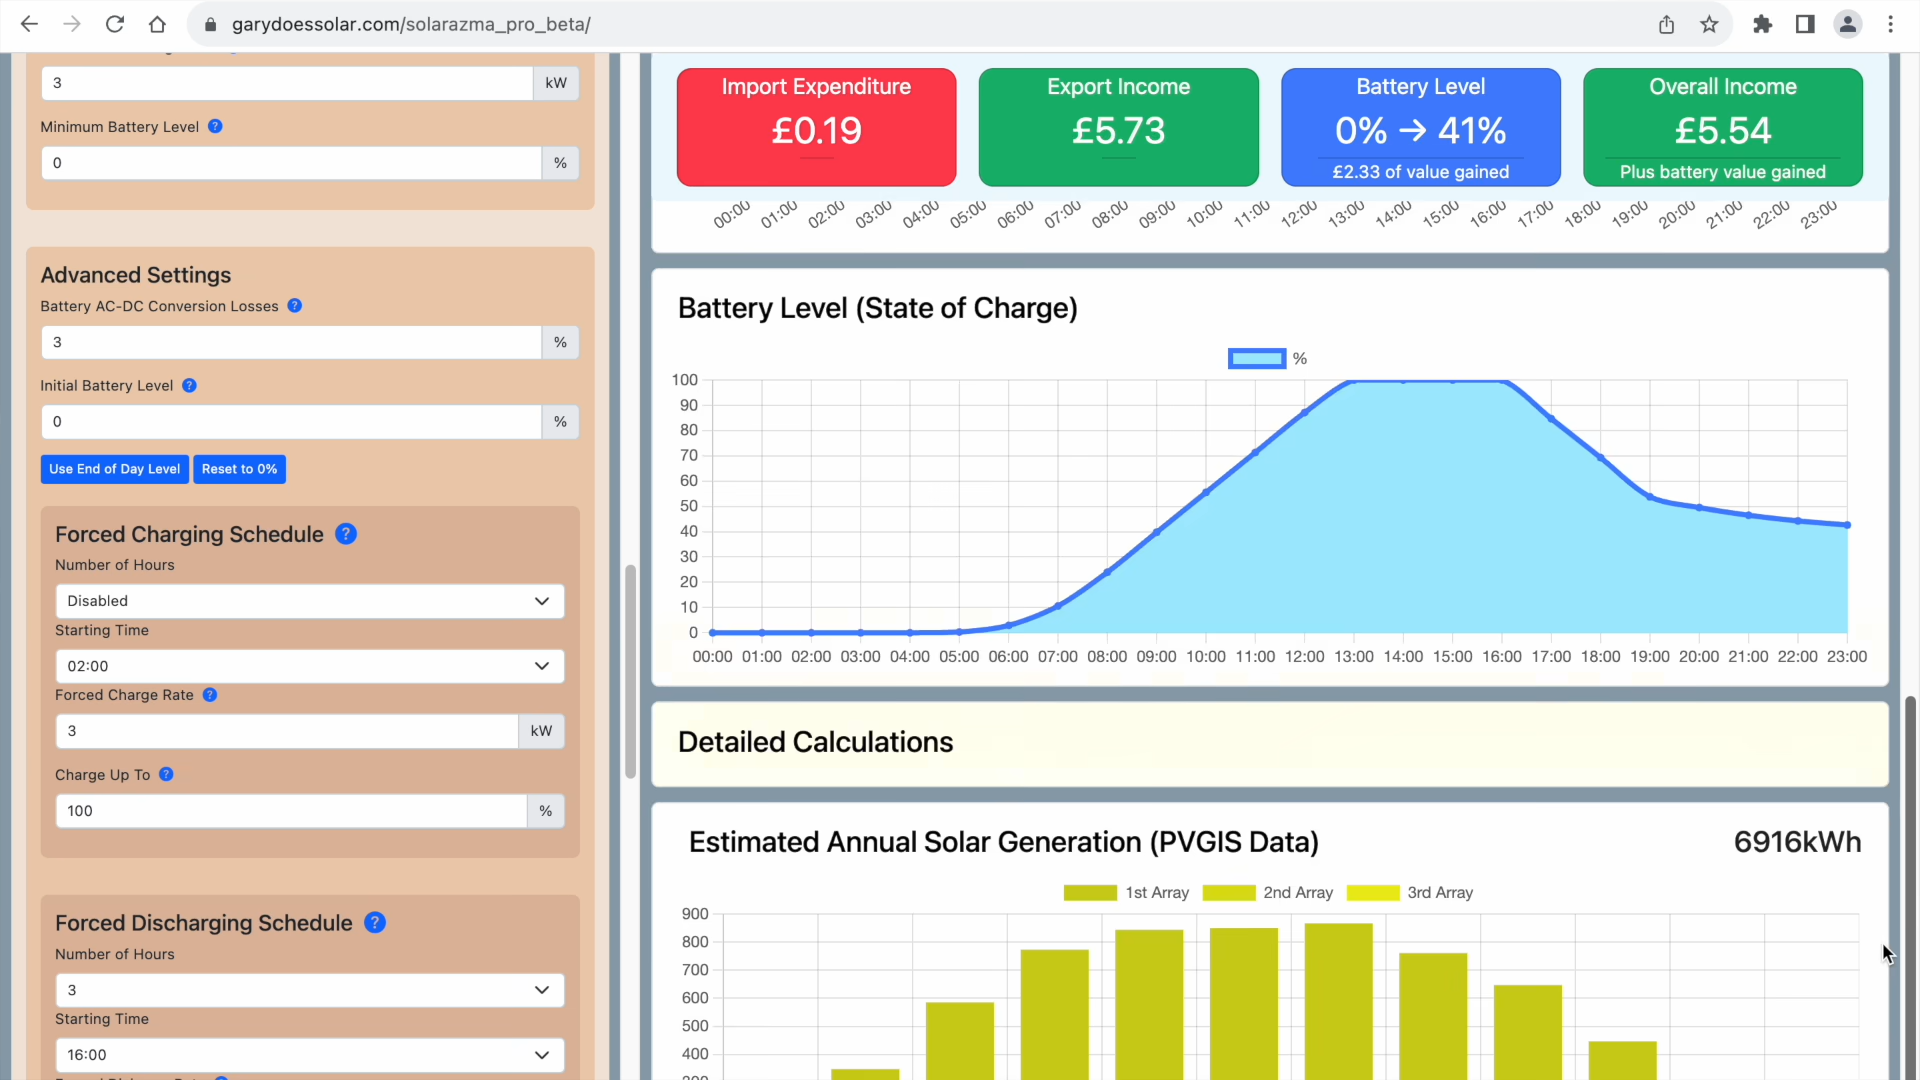 garydoessolar.com/solarazma_pro_beta/
3
kW
Minimum Battery Level ?
0
%
Advanced Settings
Battery AC-DC Conversion Losses ?
3
%
Initial Battery Level ?
0
%
Use End of Day Level
Reset to 0%
Forced Charging Schedule ?
Number of Hours
Disabled
Starting Time
02:00
Forced Charge Rate ?
3
kW
Charge Up To ?
100
%
Forced Discharging Schedule ?
Number of Hours
3
Starting Time
16:00
Import Expenditure
£0.19
Export Income
£5.73
Battery Level
0% → 41%
£2.33 of value gained
Overall Income
£5.54
Plus battery value gained
00:00 01:00 02:00 03:00 04:00 05:00 06:00 07:00 08:00 09:00 10:00 11:00 12:00 13:00 14:00 15:00 16:00 17:00 18:00 19:00 20:00 21:00 22:00 23:00
Battery Level (State of Charge)
%
100
90
80
70
60
50
40
30
20
10
0
00:00 01:00 02:00 03:00 04:00 05:00 06:00 07:00 08:00 09:00 10:00 11:00 12:00 13:00 14:00 15:00 16:00 17:00 18:00 19:00 20:00 21:00 22:00 23:00
Detailed Calculations
Estimated Annual Solar Generation (PVGIS Data)
6916kWh
1st Array 2nd Array 3rd Array
900
800
700
600
500
400